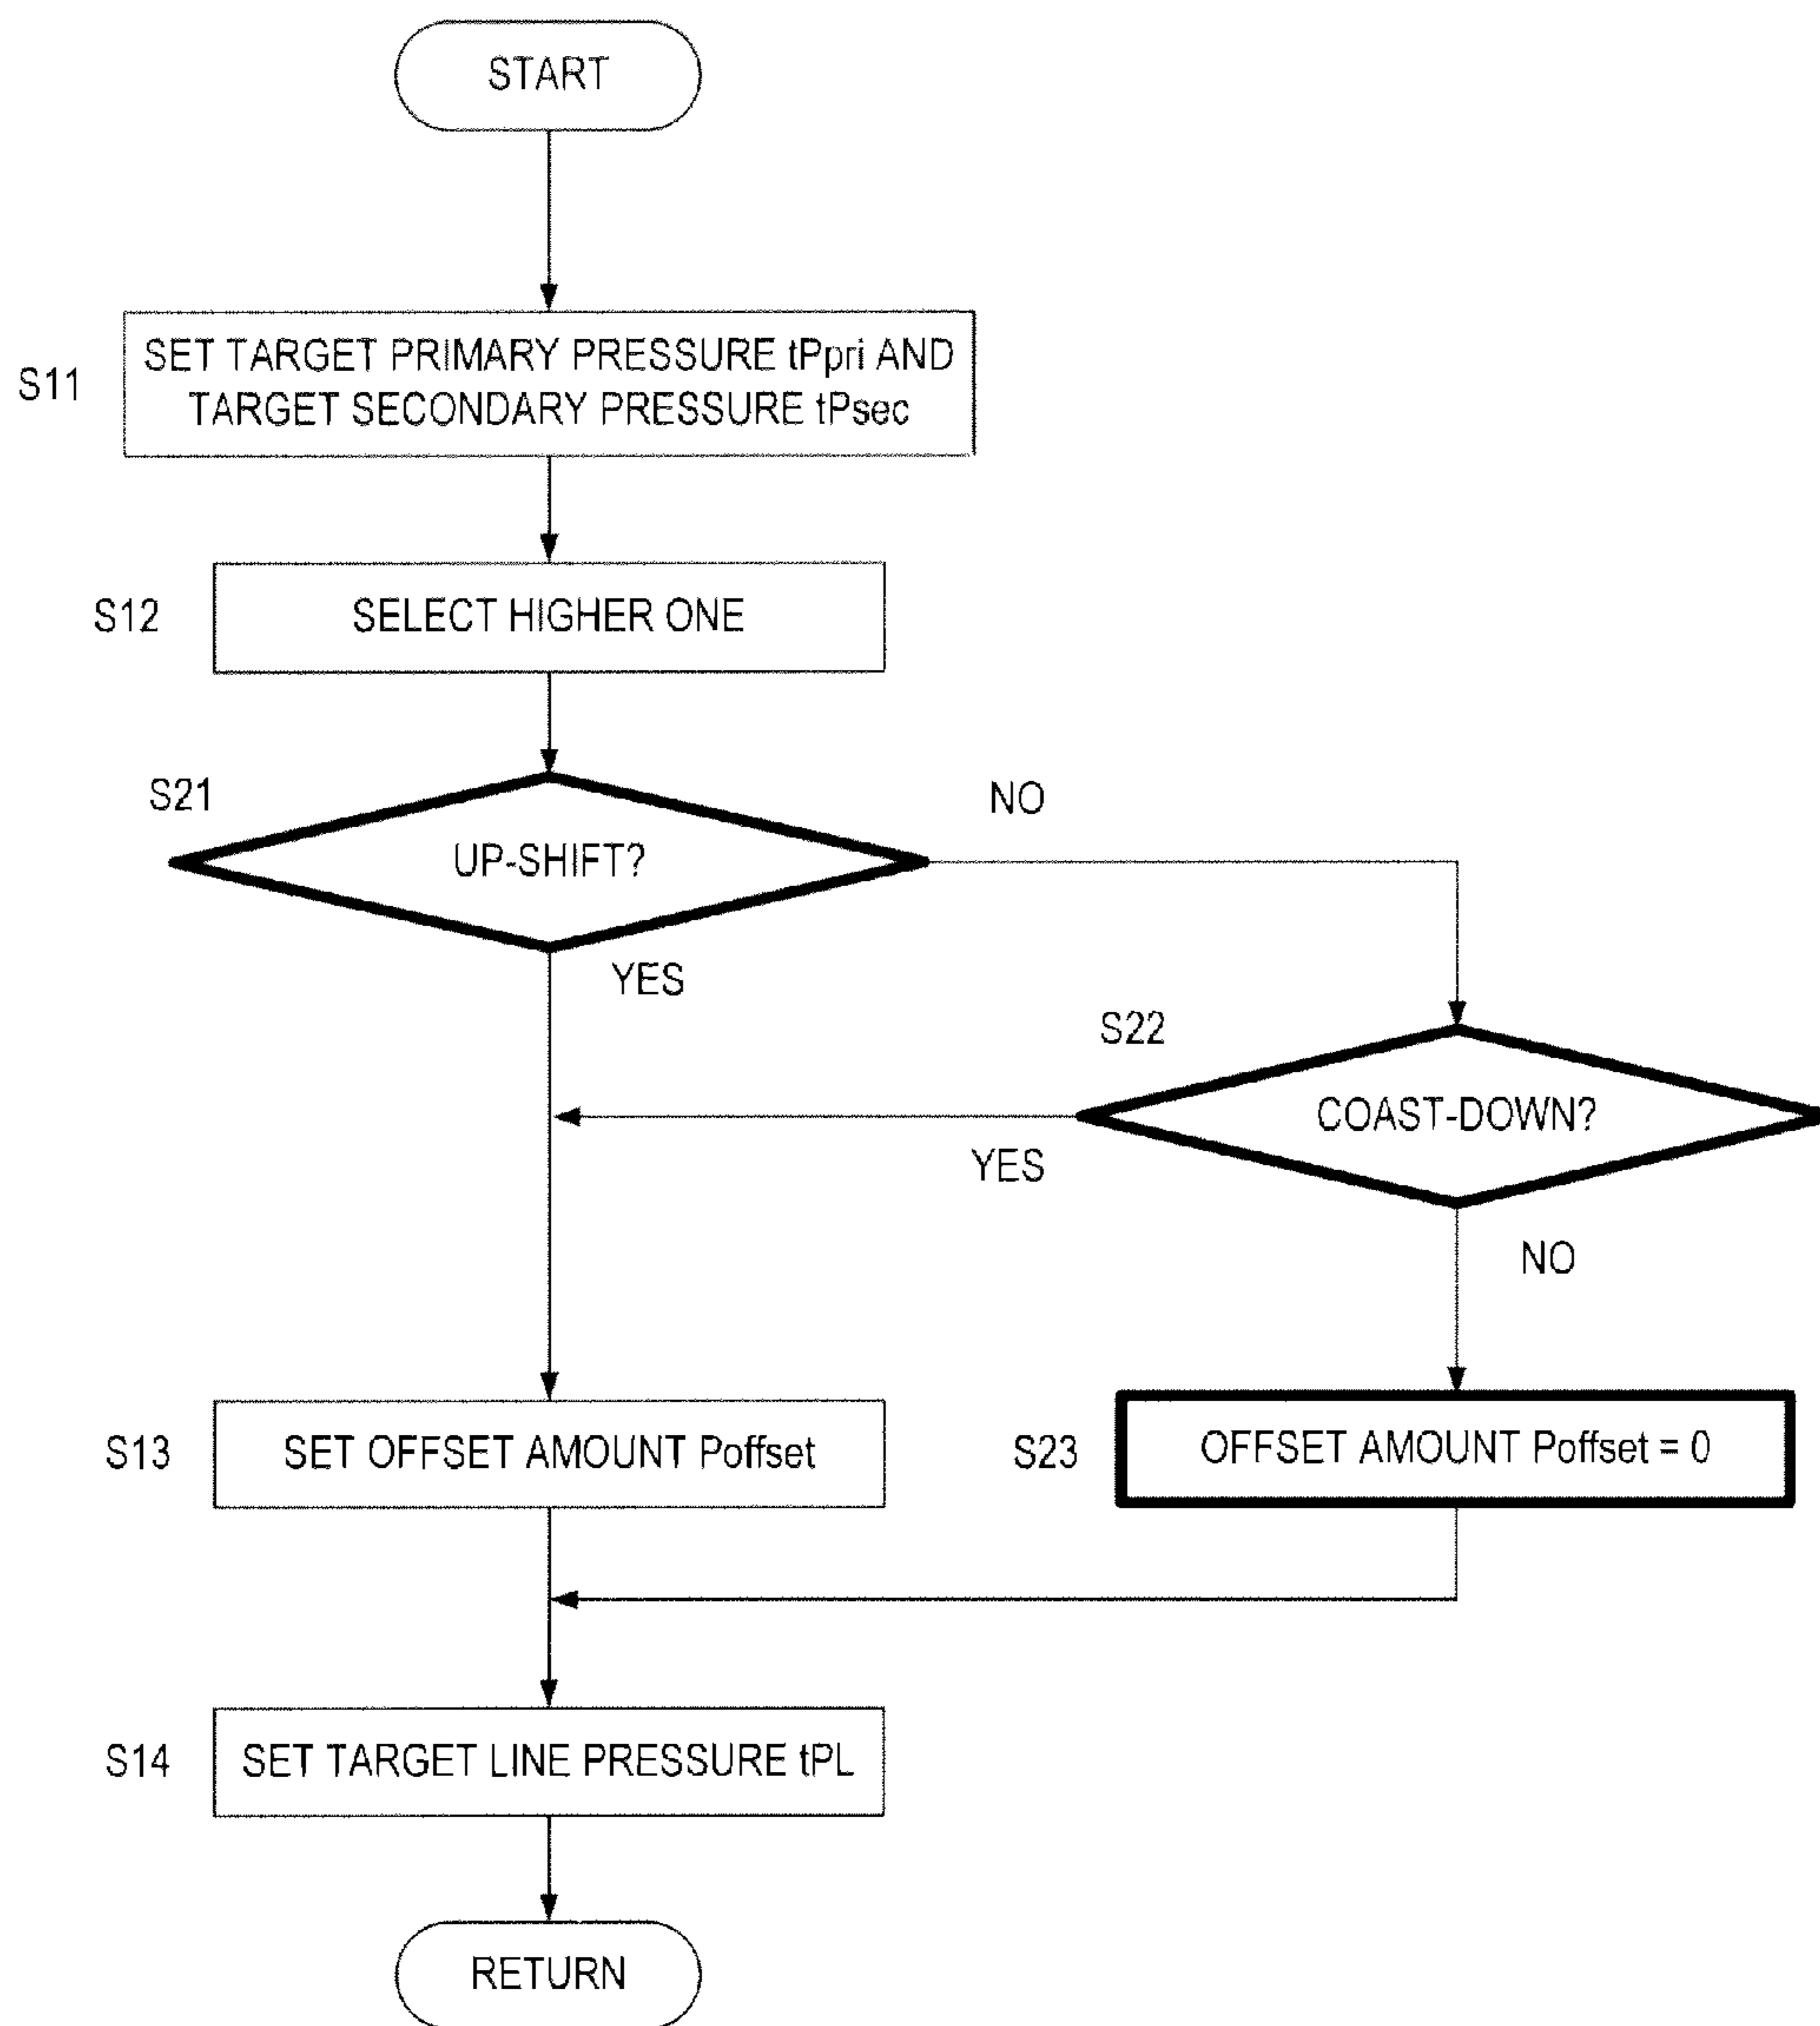 START
S11
SET TARGET PRIMARY PRESSURE tPpri AND
TARGET SECONDARY PRESSURE tPsec
S12
SELECT HIGHER ONE
S21
UP-SHIFT?
NO
YES
S22
COAST-DOWN?
YES
NO
S13
SET OFFSET AMOUNT Poffset
S23
OFFSET AMOUNT Poffset = 0
S14
SET TARGET LINE PRESSURE tPL
RETURN